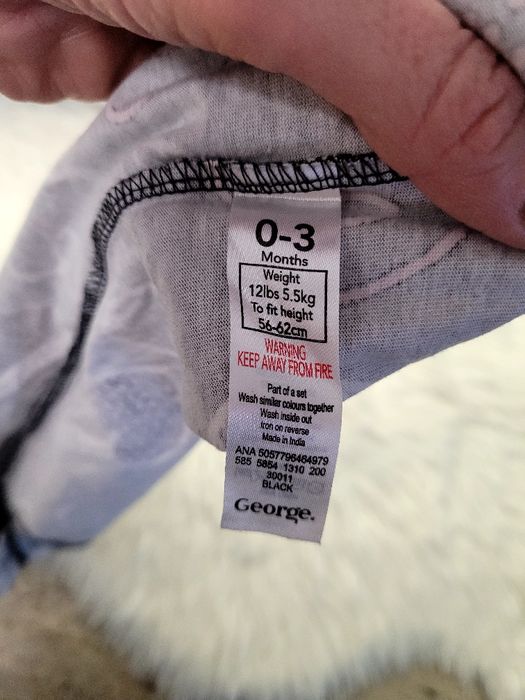 0-3
Months
Weight
12lbs 5.5kg
To fit height
56-62cm
WARNING
KEEP AWAY FROM FIRE
Part of a set
Wash similar colours together
Wash inside out
Iron on reverse
Made in India
ANA 5057796464979
585 5854 1310 200
30011
BLACK
George.